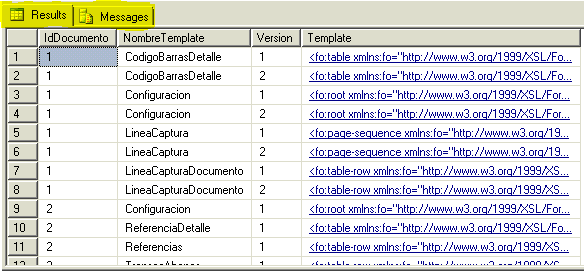 Results Messages
IdDocumento NombreTemplate Version Template
1 1 CodigoBarrasDetalle 1 <fo:table xmlns:fo="http://www.w3.org/1999/XSL/Fo...
2 1 CodigoBarrasDetalle 2 <fo:table xmlns:fo="http://www.w3.org/1999/XSL/Fo...
3 1 Configuracion 1 <fo:root xmlns:fo="http://www.w3.org/1999/XSL/For...
4 1 Configuracion 2 <fo:root xmlns:fo="http://www.w3.org/1999/XSL/For...
5 1 LineaCaptura 1 <fo:page-sequence xmlns:fo="http://www.w3.org/19...
6 1 LineaCaptura 2 <fo:page-sequence xmlns:fo="http://www.w3.org/19...
7 1 LineaCapturaDocumento 1 <fo:table-row xmlns:fo="http://www.w3.org/1999/XS...
8 1 LineaCapturaDocumento 2 <fo:table-row xmlns:fo="http://www.w3.org/1999/XS...
9 2 Configuracion 1 <fo:root xmlns:fo="http://www.w3.org/1999/XSL/For...
10 2 ReferenciaDetalle 1 <fo:table-row xmlns:fo="http://www.w3.org/1999/XS...
11 2 Referencias 1 <fo:table-row xmlns:fo="http://www.w3.org/1999/XS...